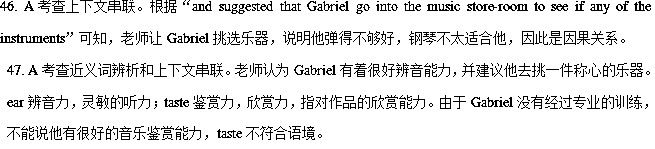 46. A 考查上下文串联。根据“and suggested that Gabriel go into the music store-room to see if any of the
instruments”可知，老师让 Gabriel 挑选乐器，说明他弹得不够好，钢琴不太适合他，因此是因果关系。
47. A 考查近义词辨析和上下文串联。老师认为 Gabriel 有着很好辨音能力，并建议他去挑一件称心的乐器。
ear 辨音力，灵敏的听力；taste 鉴赏力，欣赏力，指对作品的欣赏能力。由于 Gabriel 没有经过专业的训练，
不能说他有很好的音乐鉴赏能力，taste 不符合语境。